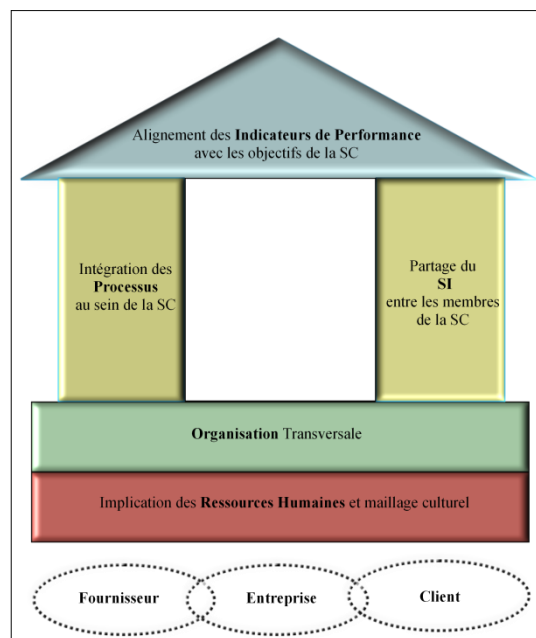 Alignement des Indicateurs de Performance
avec les objectifs de la SC
Intégration des
Processus
au sein de la SC
Partage du
SI
entre les membres
de la SC
Organisation Transversale
Implication des Ressources Humaines et maillage culturel
Fournisseur
Entreprise
Client